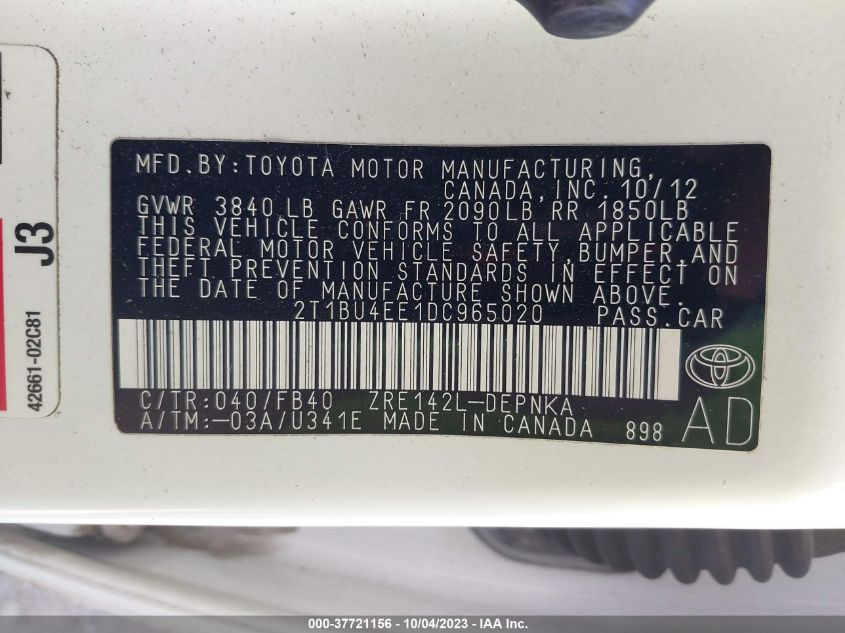 MFD.BY:TOYOTA MOTOR MANUFACTURING,
CANADA,INC. 10/12
GVWR 3840 LB GAWR FR 2090LB RR 1850LB
THIS VEHICLE CONFORMS TO ALL APPLICABLE
FEDERAL MOTOR VEHICLE SAFETY,BUMPER,AND
THEFT PREVENTION STANDARDS IN EFFECT ON
THE DATE OF MANUFACTURE SHOWN ABOVE.
2T1BU4EE1DC965020 PASS.CAR
C/TR:040/FB40 ZRE142L-DEPNKA
A/TM:-03A/U341E MADE IN CANADA 898
AD
J3
42661-02C81
000-37721156 - 10/04/2023 - IAA Inc.